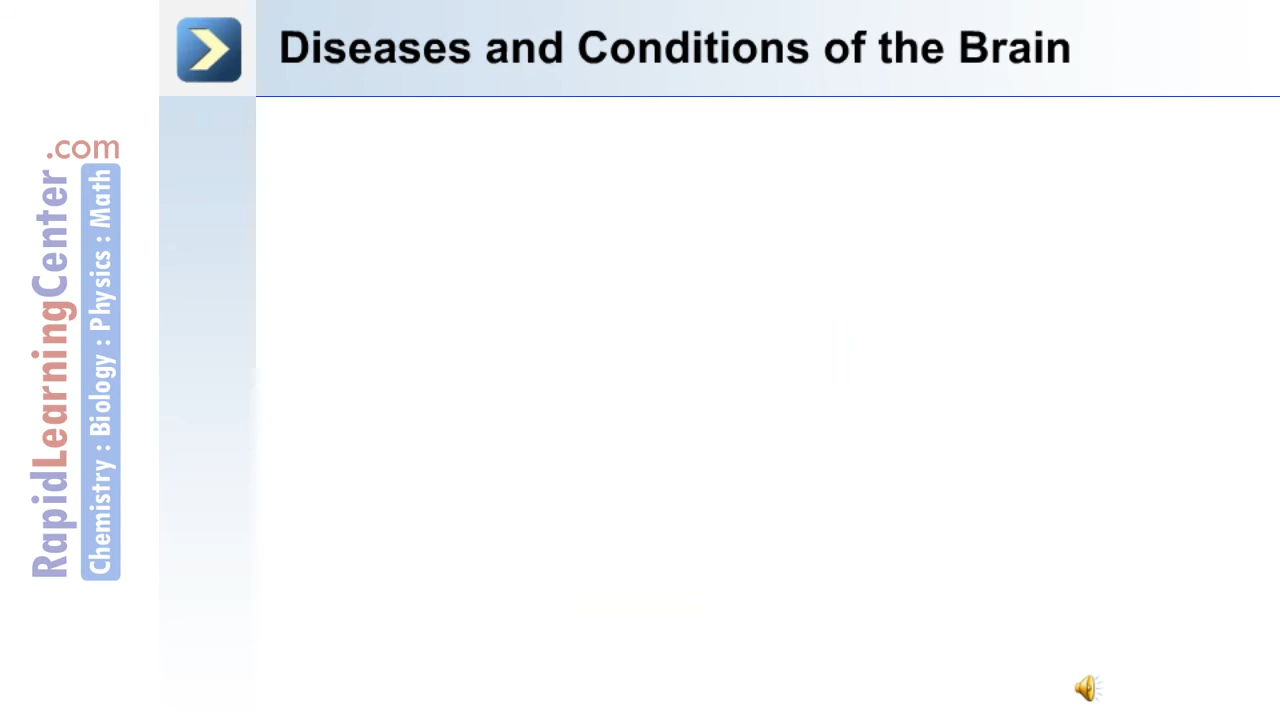 Diseases and Conditions of the Brain
RapidLearningCenter.com
Chemistry : Biology : Physics : Math